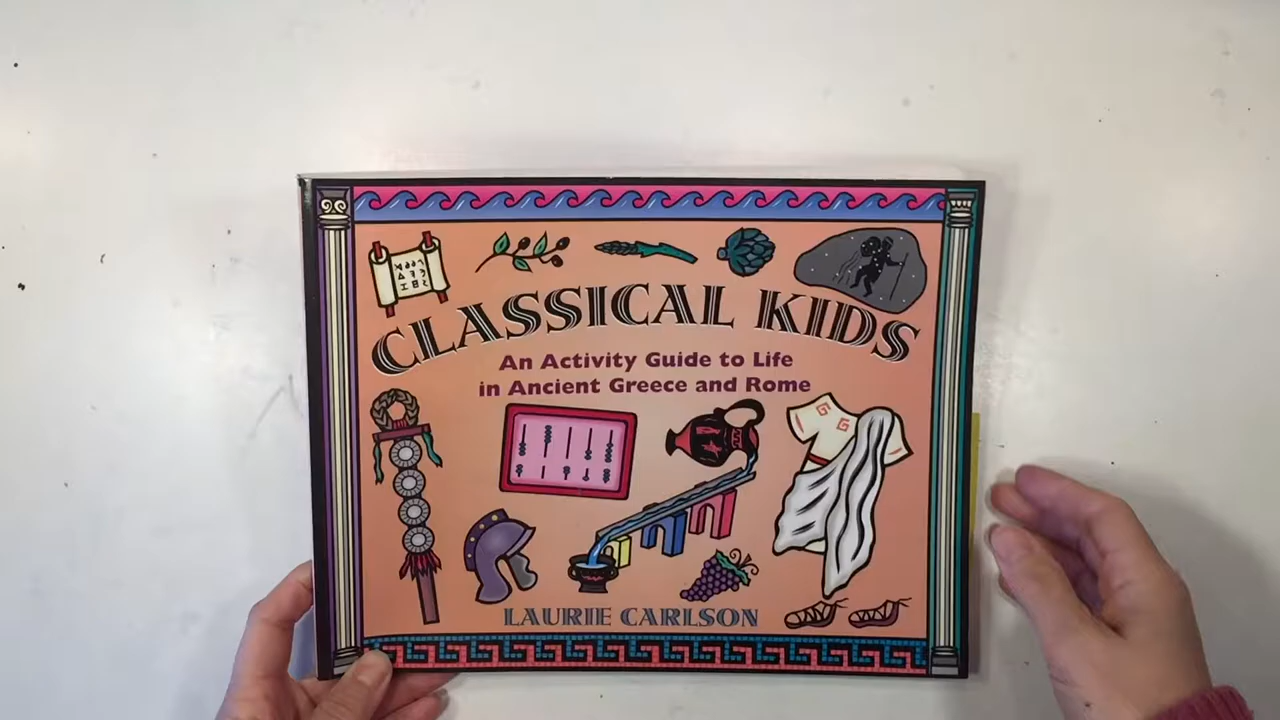 CLASSICAL KIDS
An Activity Guide to Life
in Ancient Greece and Rome
LAURIE CARLSON